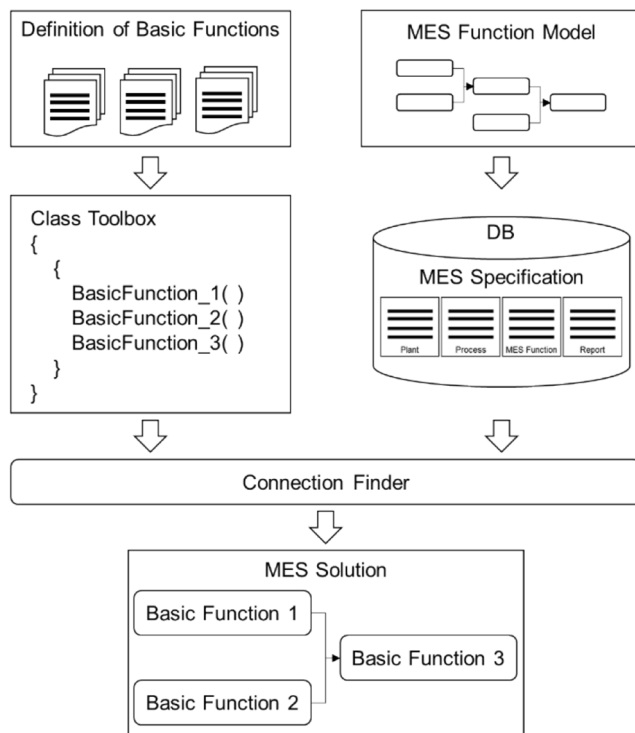 Definition of Basic Functions
MES Function Model
Class Toolbox
{
{
BasicFunction_1( )
BasicFunction_2( )
BasicFunction_3( )
}
}
DB
MES Specification
Plant
Process
MES Function
Report
Connection Finder
MES Solution
Basic Function 1
Basic Function 3
Basic Function 2